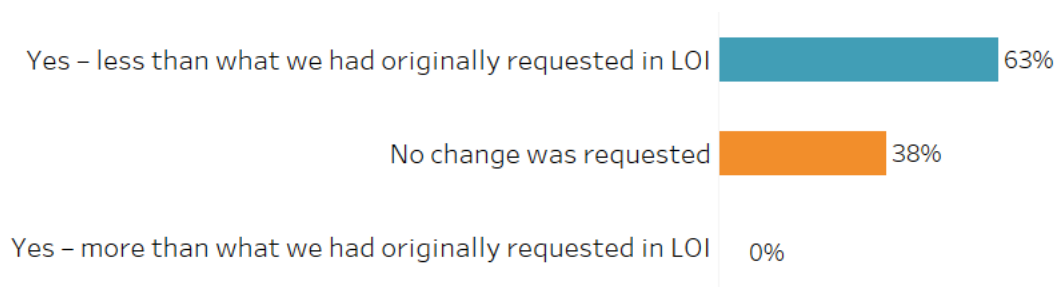 Yes – less than what we had originally requested in LOI 63%
No change was requested 38%
Yes – more than what we had originally requested in LOI 0%